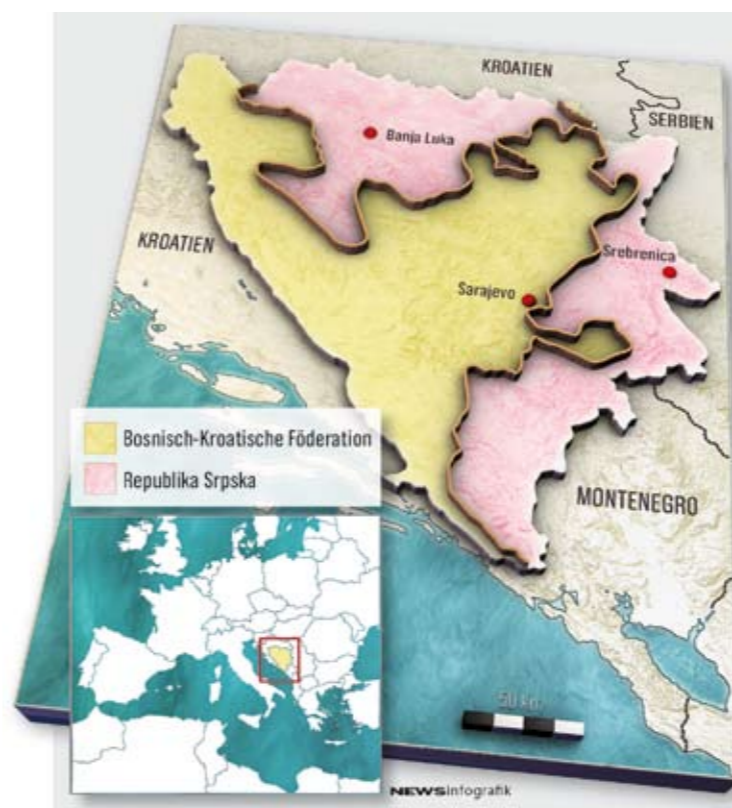 KROATIEN
SERBIEN
Banja Luka
KROATIEN
Srebrenica
Sarajevo
Bosnisch-Kroatische Föderation
Republika Srpska
MONTENEGRO
50 km
NEWSinfografik